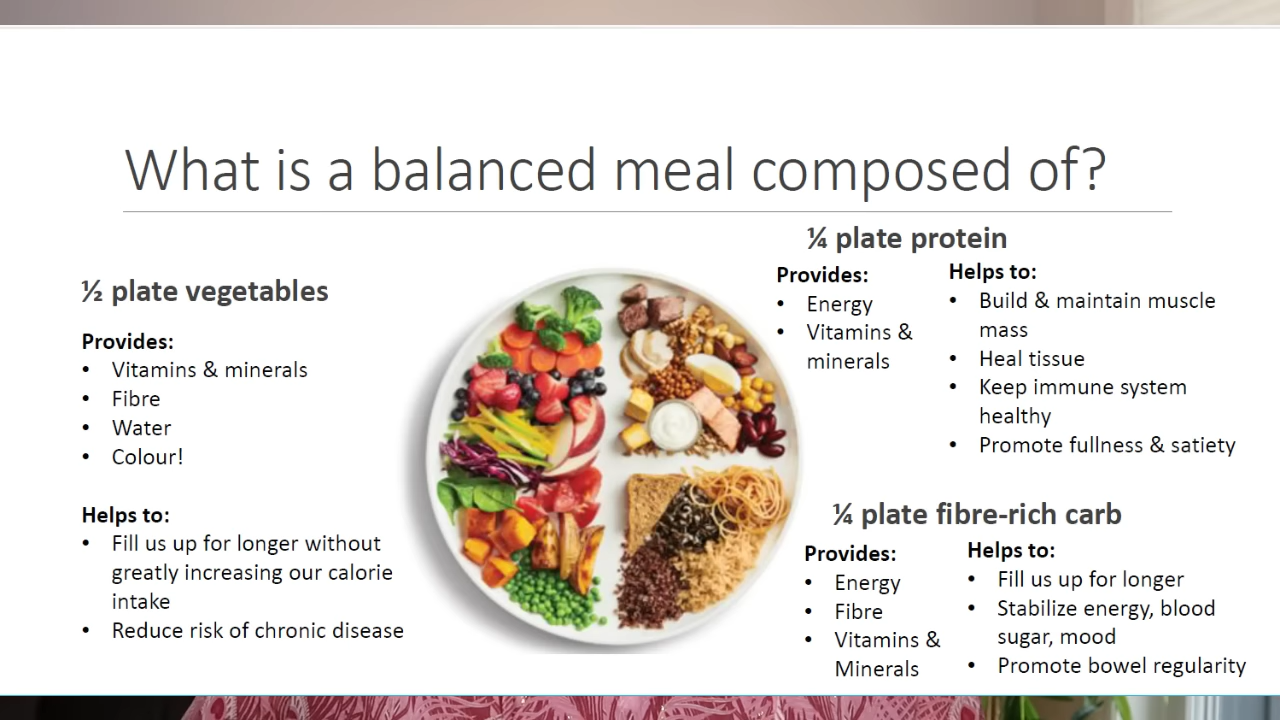 What is a balanced meal composed of?
½ plate vegetables
Provides:
• Vitamins & minerals
• Fibre
• Water
• Colour!
Helps to:
• Fill us up for longer without
greatly increasing our calorie
intake
• Reduce risk of chronic disease
¼ plate protein
Provides:
• Energy
• Vitamins &
minerals
Helps to:
• Build & maintain muscle
mass
• Heal tissue
• Keep immune system
healthy
• Promote fullness & satiety
¼ plate fibre-rich carb
Provides:
• Energy
• Fibre
• Vitamins &
Minerals
Helps to:
• Fill us up for longer
• Stabilize energy, blood
sugar, mood
• Promote bowel regularity